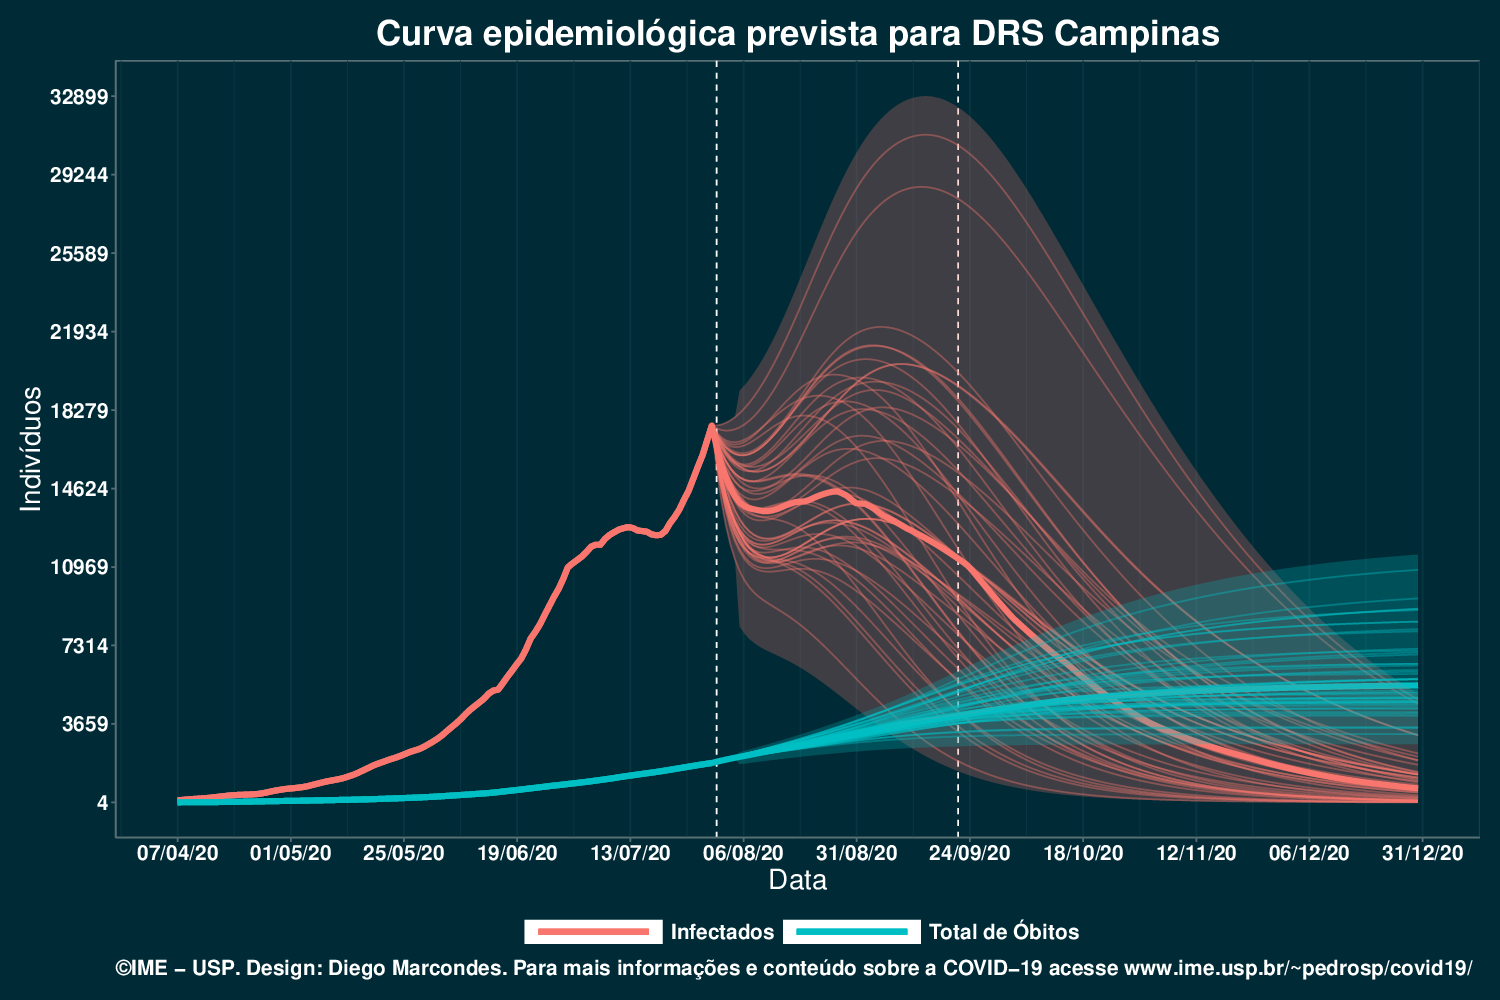 Curva epidemiológica prevista para DRS Campinas
32899
29244
25589
21934
18279
14624
10969
7314
3659
4
Indivíduos
07/04/20 01/05/20 25/05/20 19/06/20 13/07/20 06/08/20 31/08/20 24/09/20 18/10/20 12/11/20 06/12/20 31/12/20
Data
Infectados Total de Óbitos
©IME − USP. Design: Diego Marcondes. Para mais informações e conteúdo sobre a COVID−19 acesse www.ime.usp.br/~pedrosp/covid19/